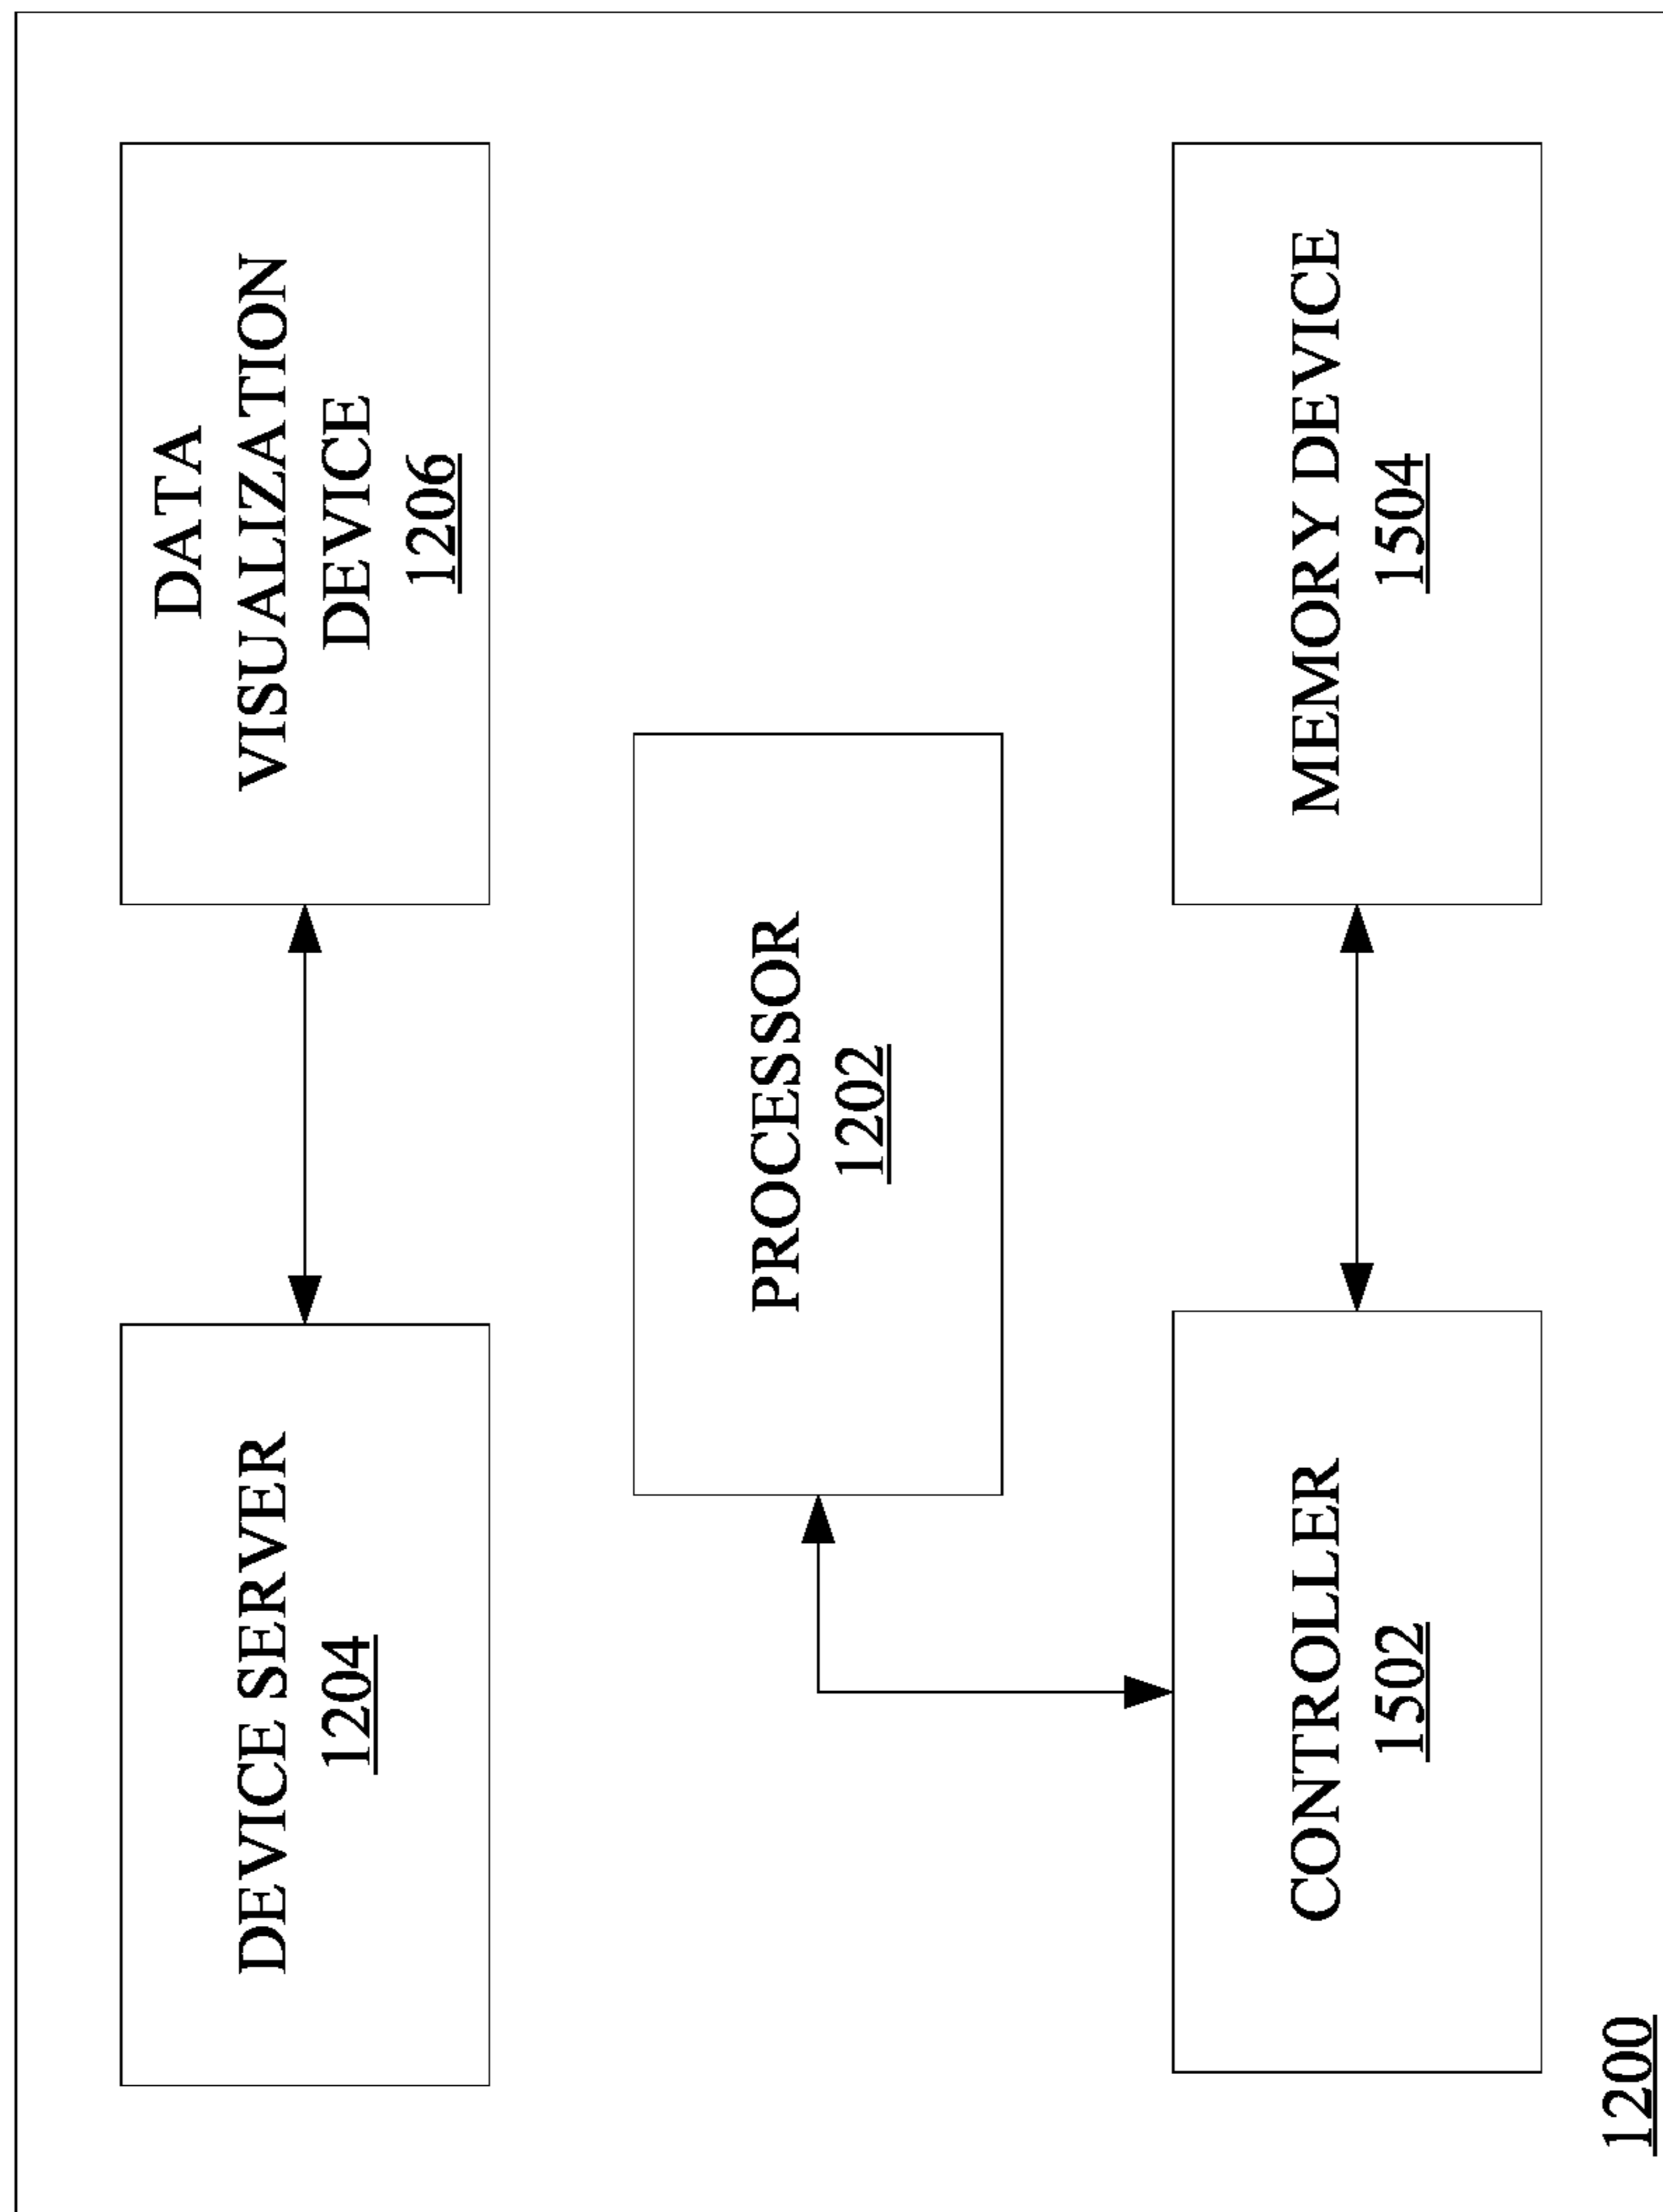 DEVICE SERVER
1204
DATA
VISUALIZATION
DEVICE
1206
PROCESSOR
1202
CONTROLLER
1502
MEMORY DEVICE
1504
1200